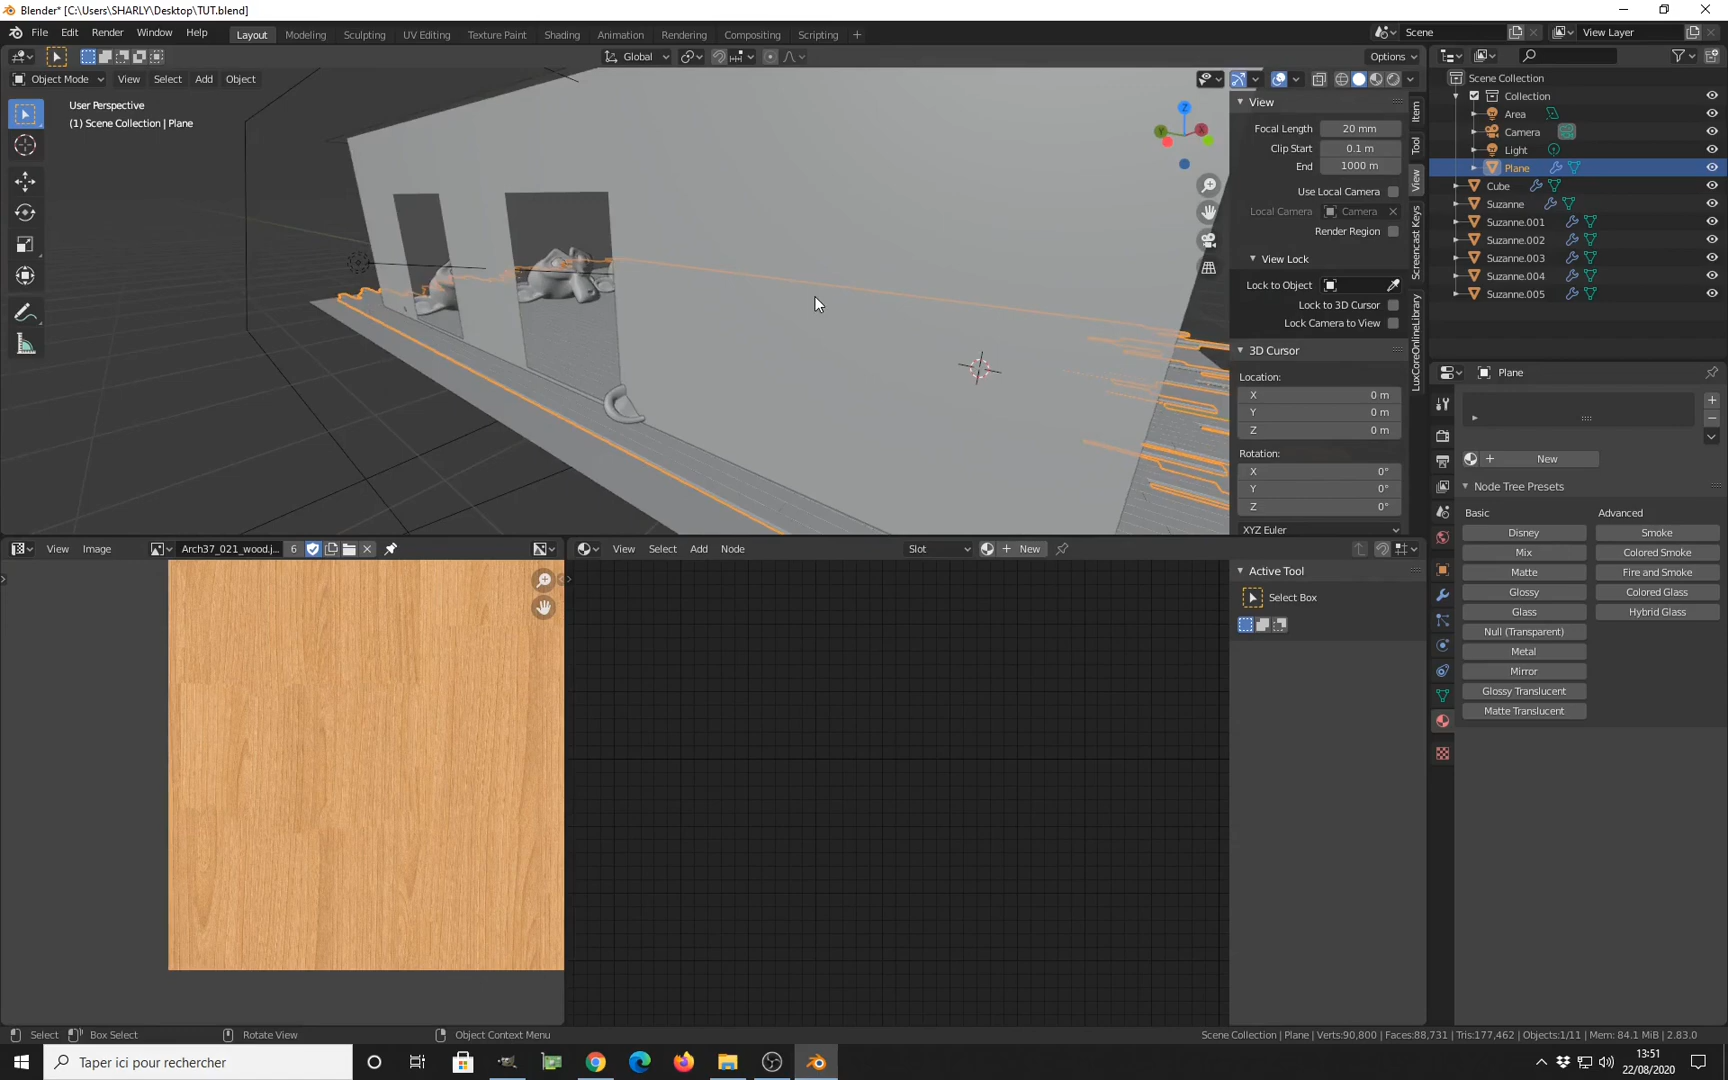 Blender* [C:\Users\SHARLY\Desktop\TUT.blend]
File Edit Render Window Help
Layout Modeling Sculpting UV Editing Texture Paint Shading Animation Rendering Compositing Scripting
Scene
View Layer
Global
Options
Object Mode View Select Add Object
User Perspective
(1) Scene Collection | Plane
View
Focal Length 20 mm
Clip Start 0.1 m
End 1000 m
Use Local Camera
Local Camera Camera
Render Region
View Lock
Lock to Object
Lock to 3D Cursor
Lock Camera to View
3D Cursor
Location:
X 0 m
Y 0 m
Z 0 m
Rotation:
X 0°
Y 0°
Z 0°
XYZ Euler
Item
Tool
View
Screencast Keys
LuxCoreOnlineLibrary
Scene Collection
Collection
Area
Camera
Light
Plane
Cube
Suzanne
Suzanne.001
Suzanne.002
Suzanne.003
Suzanne.004
Suzanne.005
Plane
New
Node Tree Presets
Basic Advanced
Disney Smoke
Mix Colored Smoke
Matte Fire and Smoke
Glossy Colored Glass
Glass Hybrid Glass
Null (Transparent)
Metal
Mirror
Glossy Translucent
Matte Translucent
View Image Arch37_021_wood.j... 6
View Select Add Node Slot New
Active Tool
Select Box
Select Box Select Rotate View Object Context Menu
Scene Collection | Plane | Verts:90,800 | Faces:88,731 | Tris:177,462 | Objects:1/11 | Mem: 84.1 MiB | 2.83.0
Taper ici pour rechercher
13:51
22/08/2020